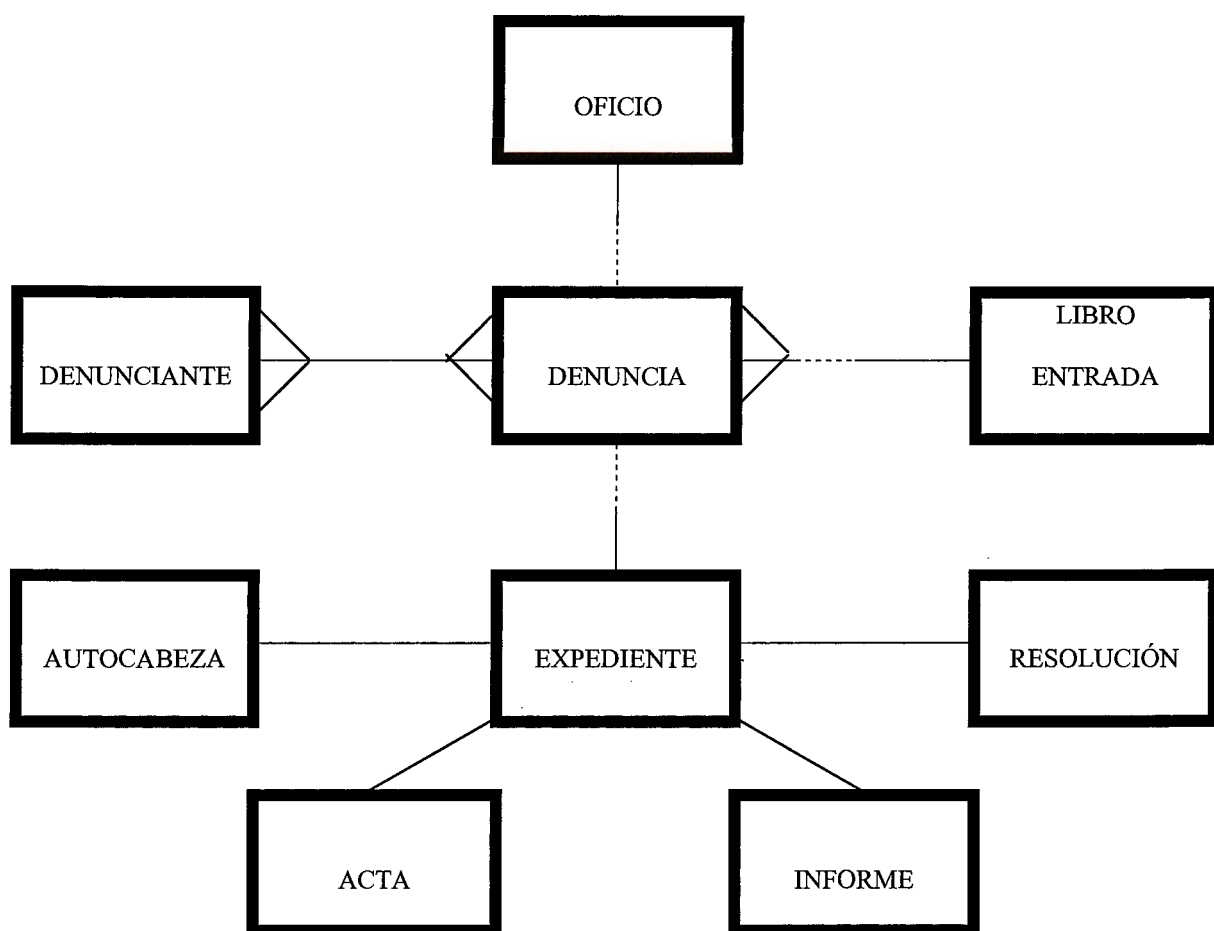 OFICIO
DENUNCIANTE
DENUNCIA
LIBRO
ENTRADA
AUTOCABEZA
EXPEDIENTE
RESOLUCIÓN
ACTA
INFORME